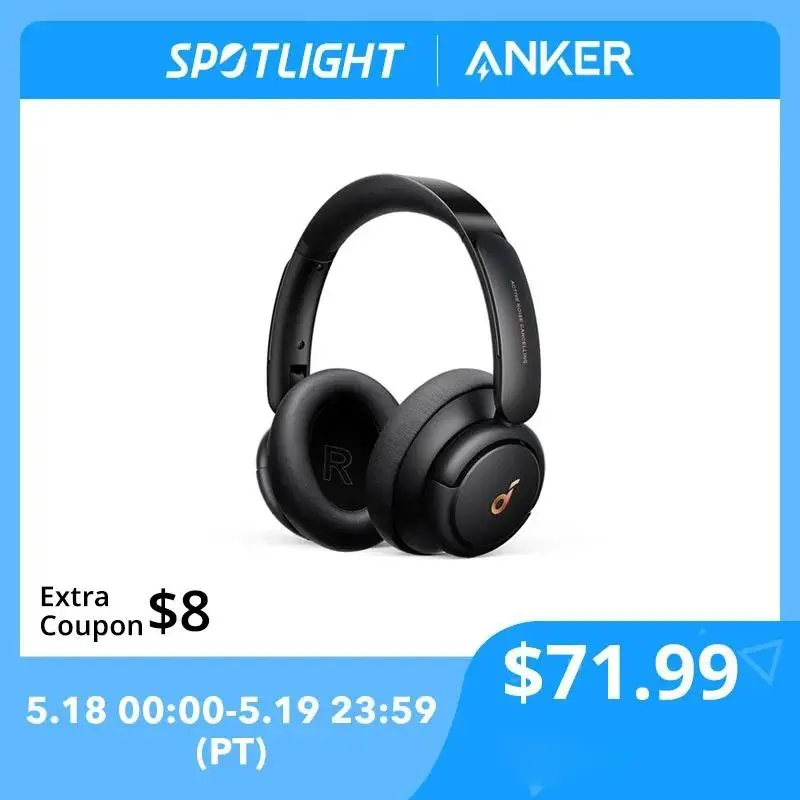 SPOTLIGHT ANKER
ACTIVE NOISE CANCELLING
R
Extra
Coupon $8
$71.99
5.18 00:00-5.19 23:59
(PT)